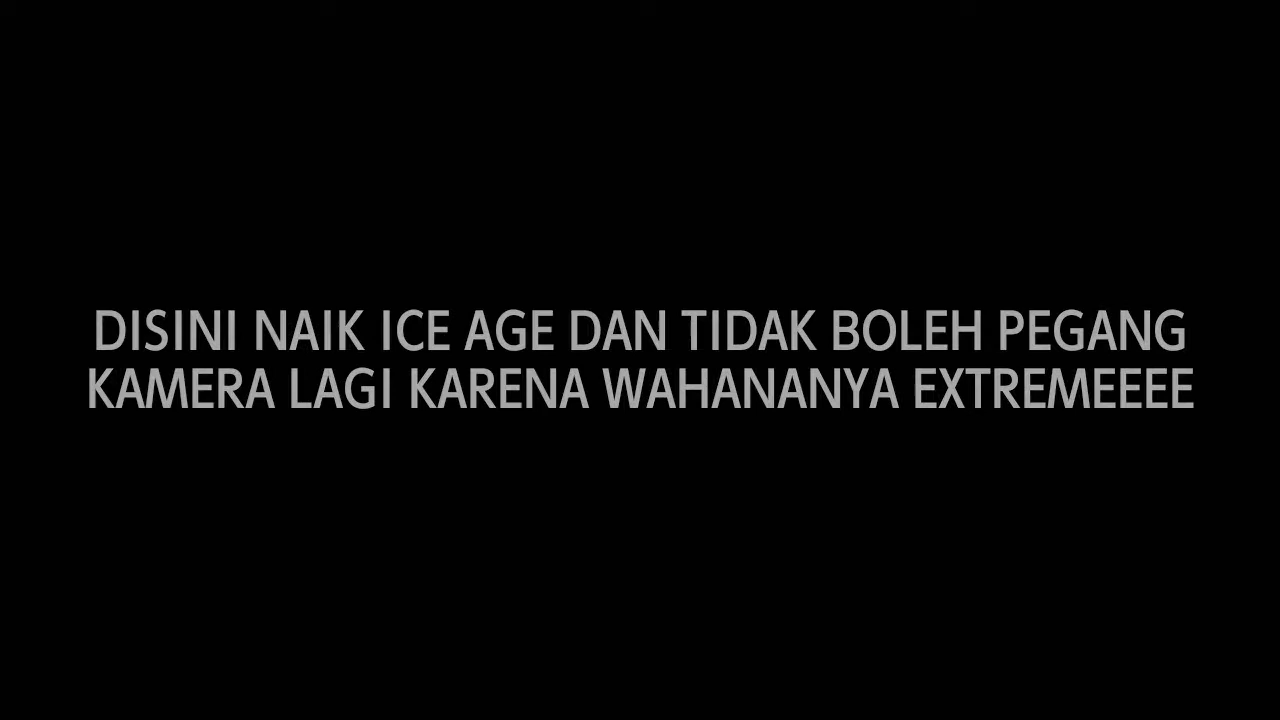 DISINI NAIK ICE AGE DAN TIDAK BOLEH PEGANG
KAMERA LAGI KARENA WAHANANYA EXTREMEEEE